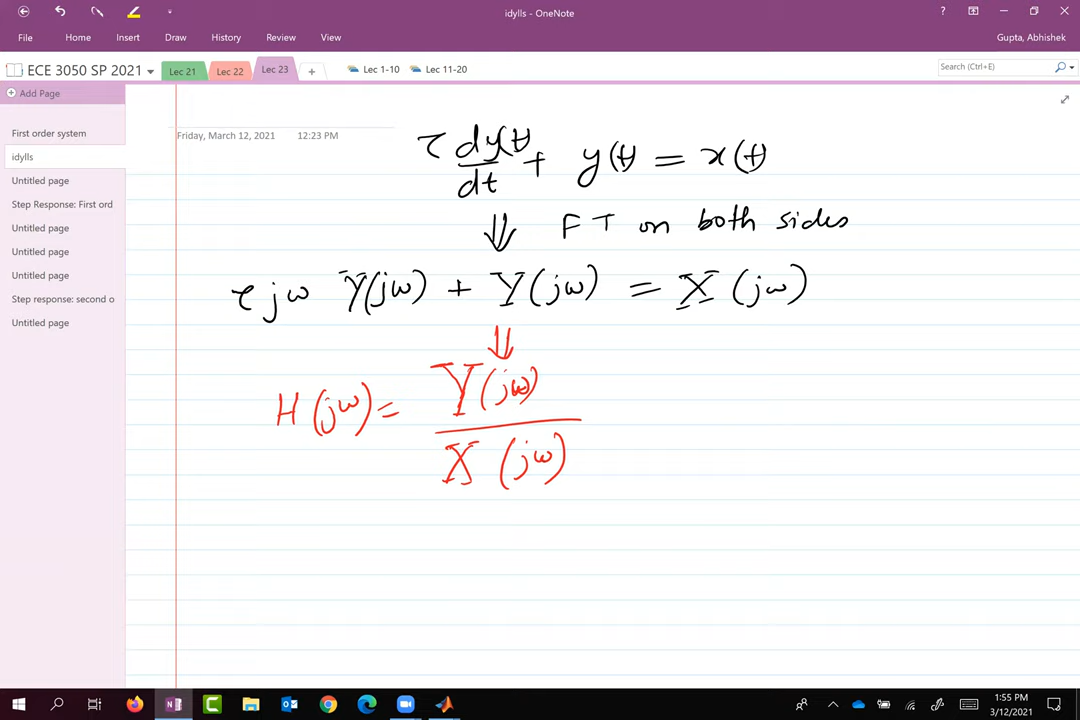 idylls - OneNote
?
File Home Insert Draw History Review View
Gupta, Abhishek
ECE 3050 SP 2021 Lec 21 Lec 22 Lec 23 + Lec 1-10 Lec 11-20
Search (Ctrl+E)
Add Page
First order system
idylls
Untitled page
Step Response: First ord
Untitled page
Untitled page
Untitled page
Step response: second o
Untitled page
Friday, March 12, 2021 12:23 PM
τ dy(t)/dt + y(t) = x(t)
⇓ FT on both sides
τ jω Y(jω) + Y(jω) = X(jω)
⇓
H(jω) = Y(jω)/X(jω)
1:55 PM
3/12/2021